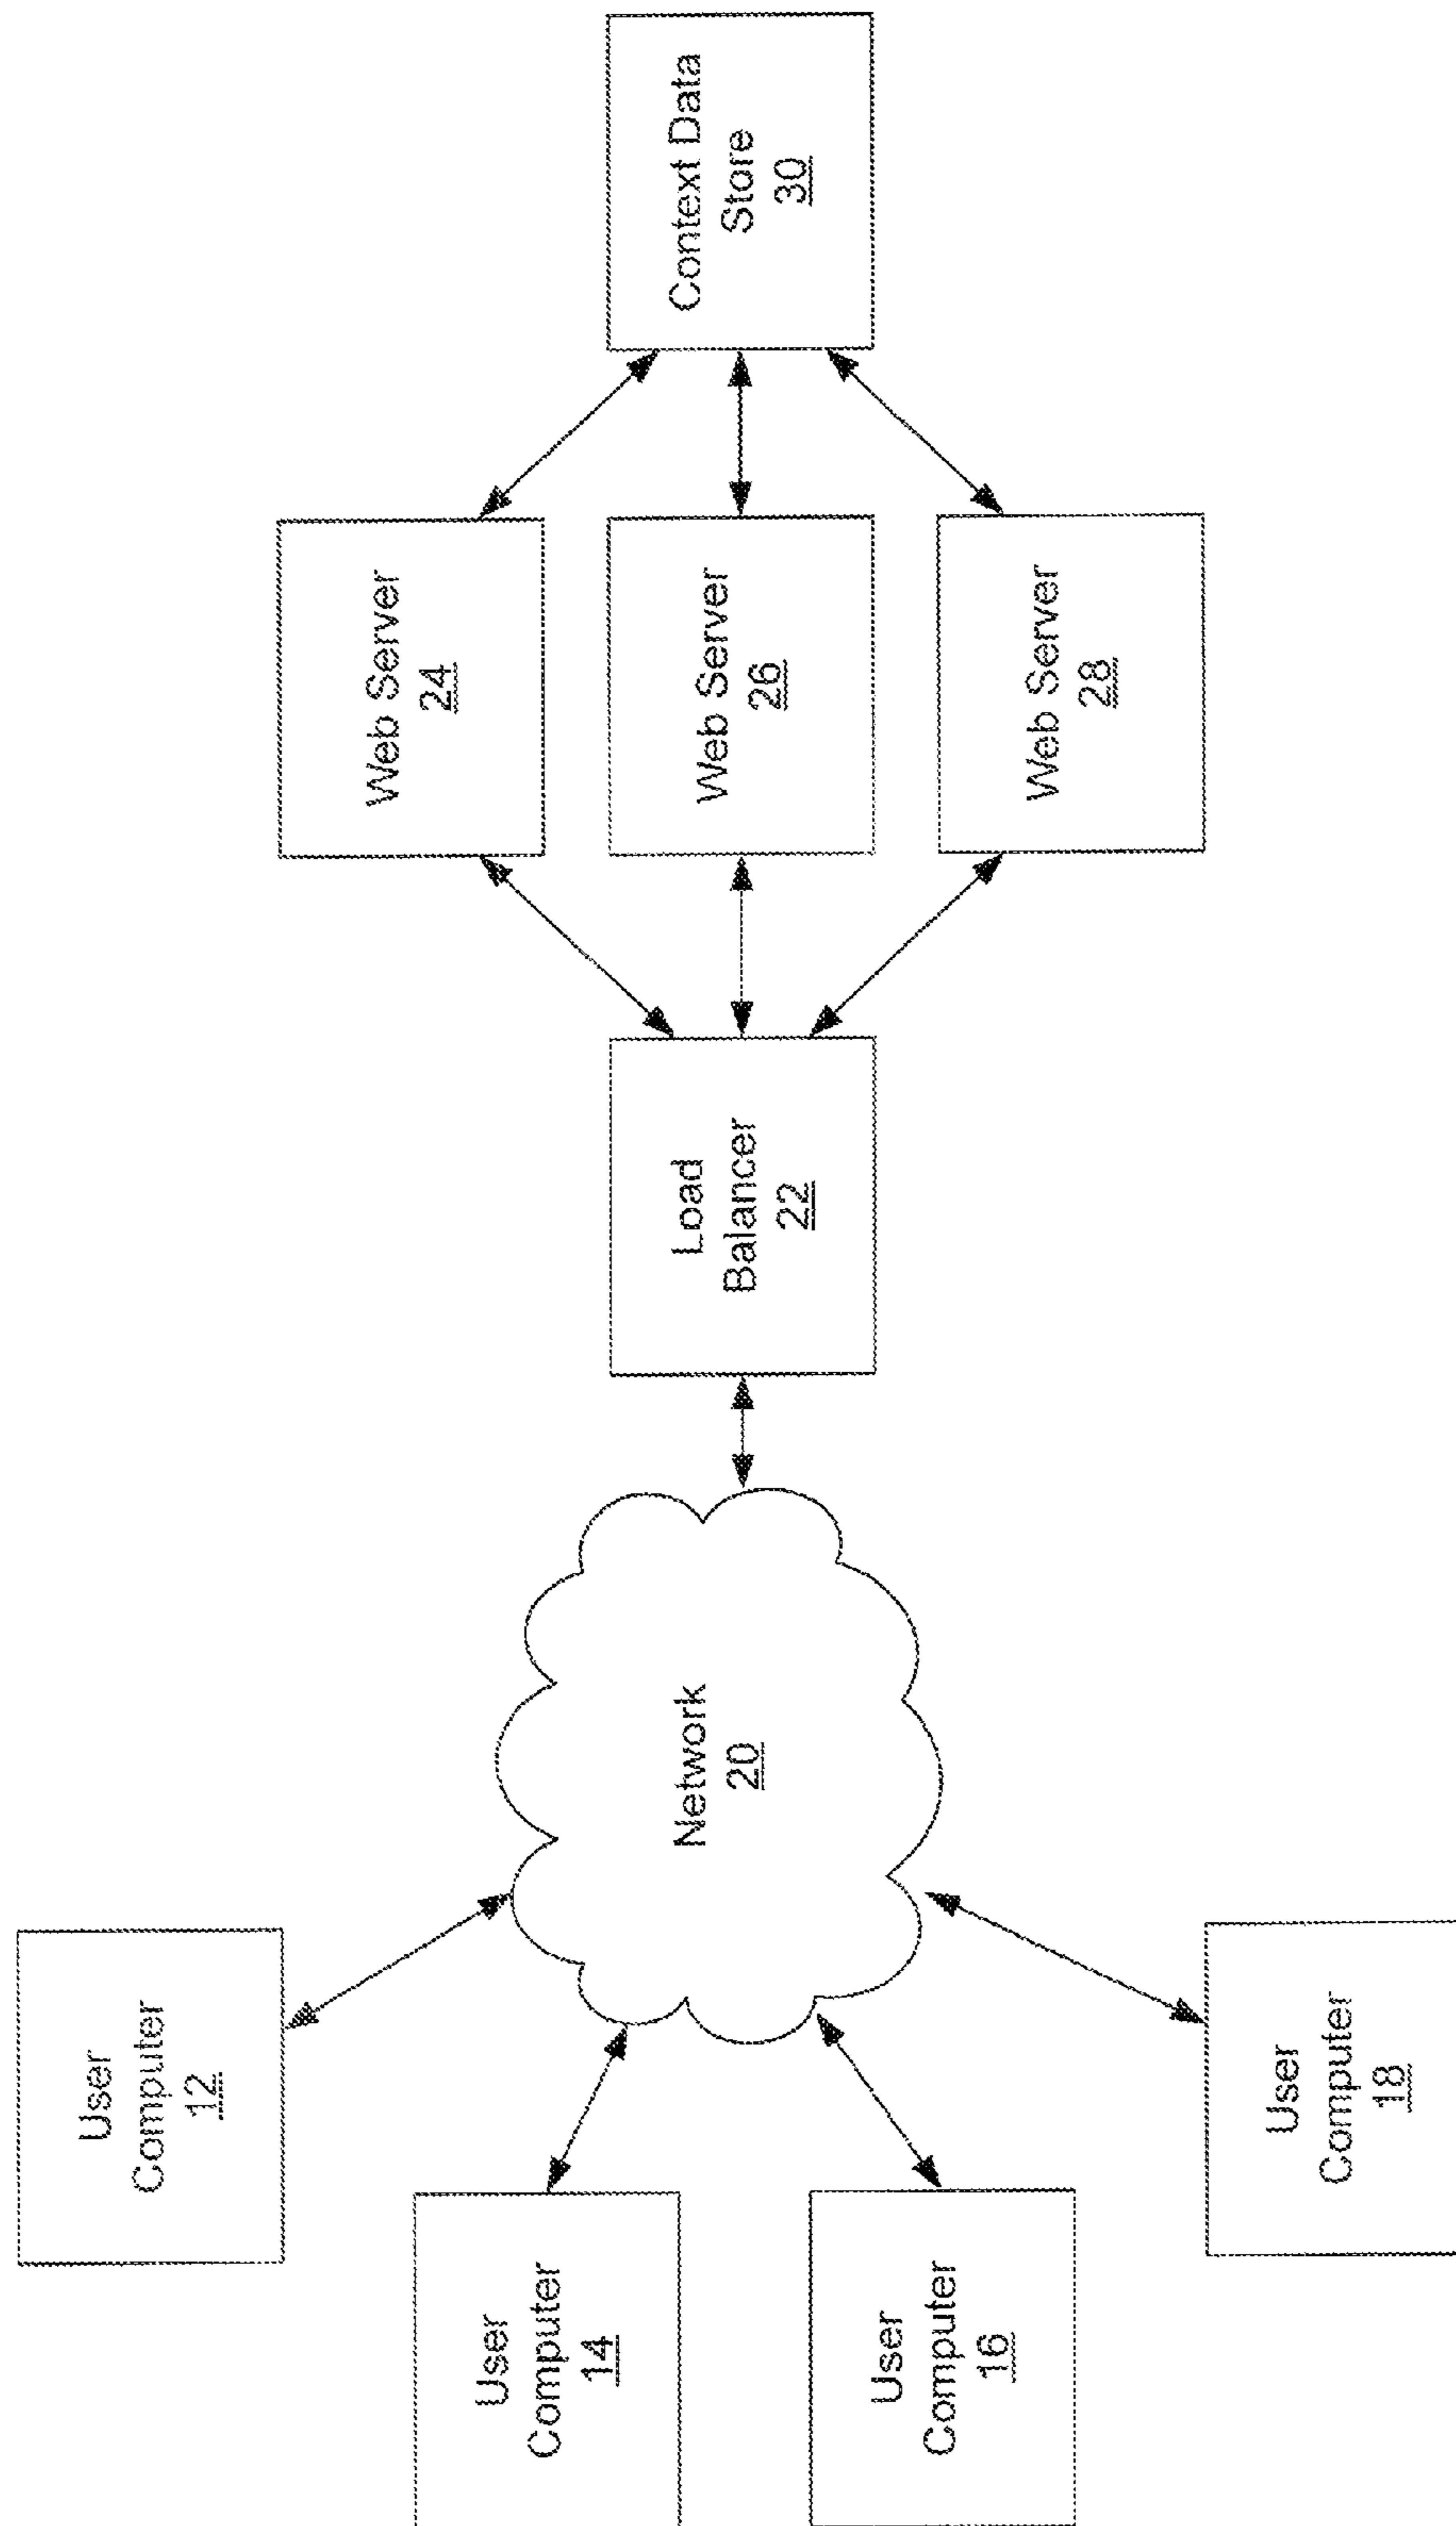 User
Computer
12
User
Computer
14
User
Computer
16
User
Computer
18
Network
20
Load
Balancer
22
Web Server
24
Web Server
26
Web Server
28
Context Data
Store
30